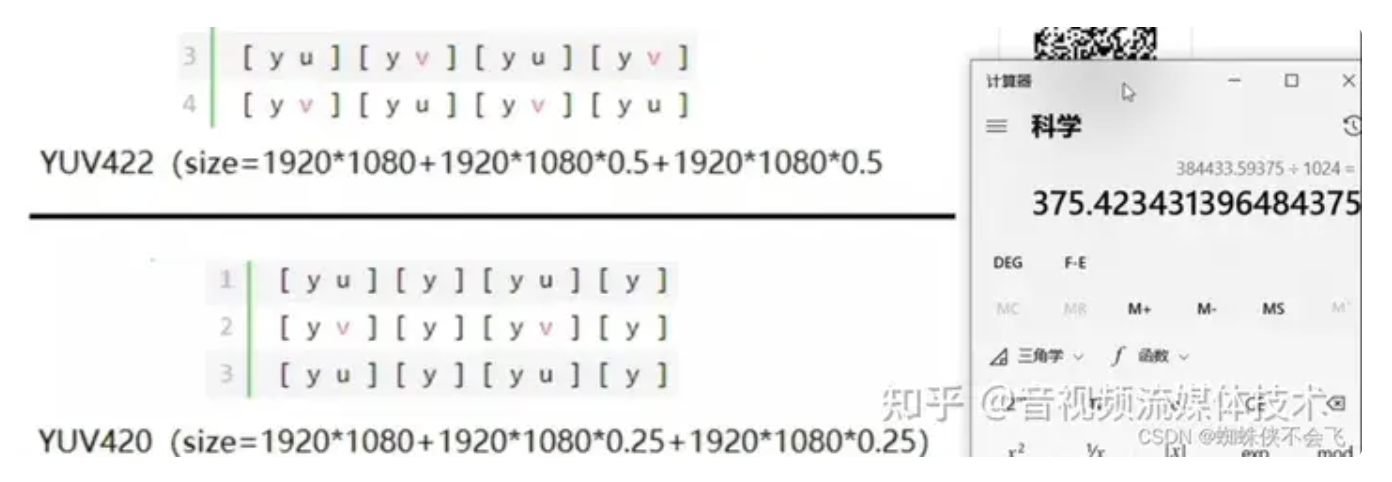 3 [ y u ] [ y v ] [ y u ] [ y v ]
4 [ y v ] [ y u ] [ y v ] [ y u ]
YUV422 (size=1920*1080+1920*1080*0.5+1920*1080*0.5
1 [ y u ] [ y ] [ y u ] [ y ]
2 [ y v ] [ y ] [ y v ] [ y ]
3 [ y u ] [ y ] [ y u ] [ y ]
YUV420 (size=1920*1080+1920*1080*0.25+1920*1080*0.25)
计算器
科学
384433.59375 ÷ 1024 =
375.423431396484375
DEG F-E
MC MR M+ M- MS
三角学 函数
知乎 @音视频流媒体技术
CSDN @蜘蛛侠不会飞
x² ¹/x |x| exp mod